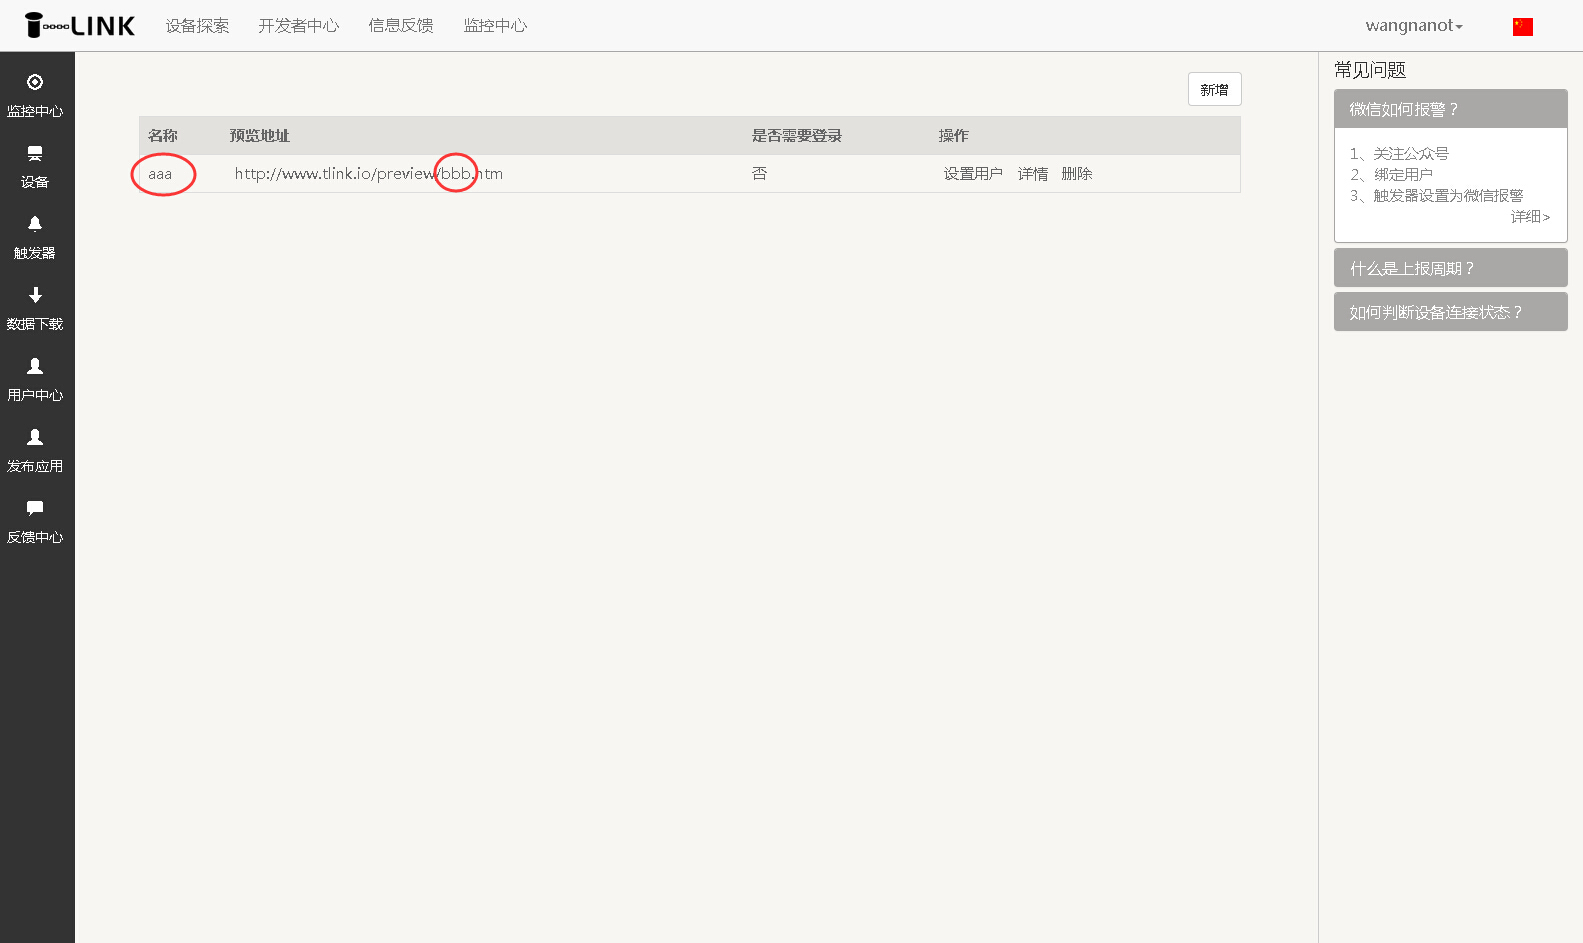 LINK 设备探索 开发者中心 信息反馈 监控中心 wangnanot
监控中心
设备
触发器
数据下载
用户中心
发布应用
反馈中心
新增
名称 预览地址 是否需要登录 操作
aaa http://www.tlink.io/preview/bbb.htm 否 设置用户 详情 删除
常见问题
微信如何报警？
1、关注公众号
2、绑定用户
3、触发器设置为微信报警
详细>
什么是上报周期？
如何判断设备连接状态？